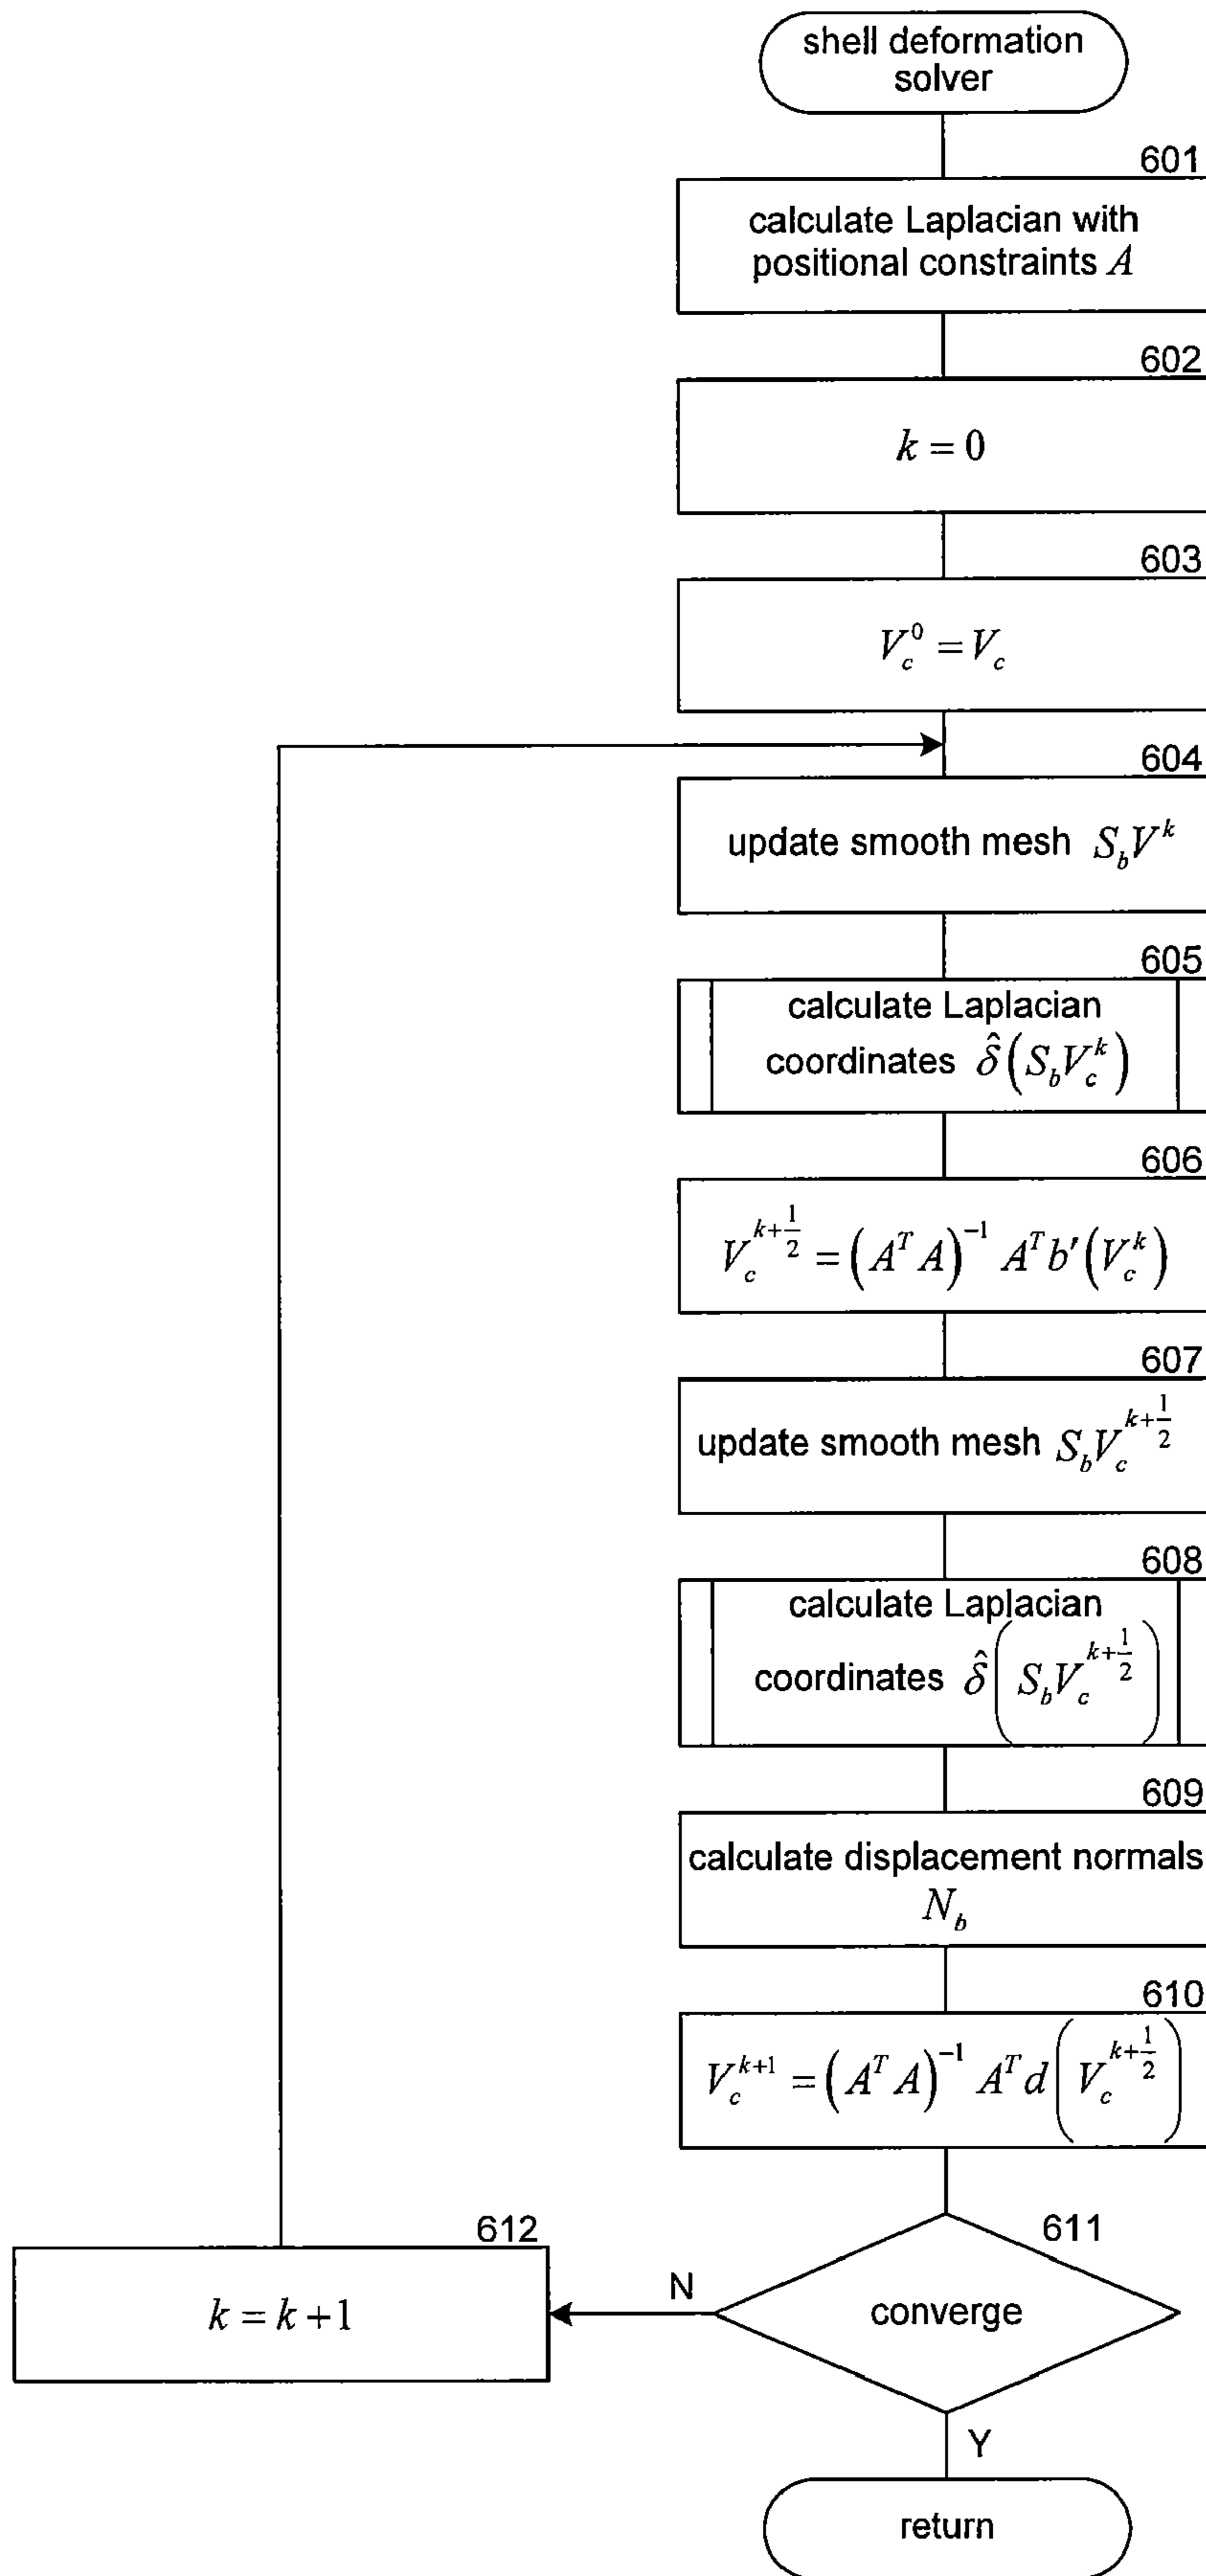 shell deformation
solver
601
calculate Laplacian with
positional constraints A
602
k = 0
603
V_c^0 = V_c
604
update smooth mesh S_b V^k
605
calculate Laplacian
coordinates δ̂(S_b V_c^k)
606
V_c^{k+1/2} = (A^T A)^{-1} A^T b′(V_c^k)
607
update smooth mesh S_b V_c^{k+1/2}
608
calculate Laplacian
coordinates δ̂(S_b V_c^{k+1/2})
609
calculate displacement normals
N_b
610
V_c^{k+1} = (A^T A)^{-1} A^T d(V_c^{k+1/2})
611
converge
N
612
k = k + 1
Y
return